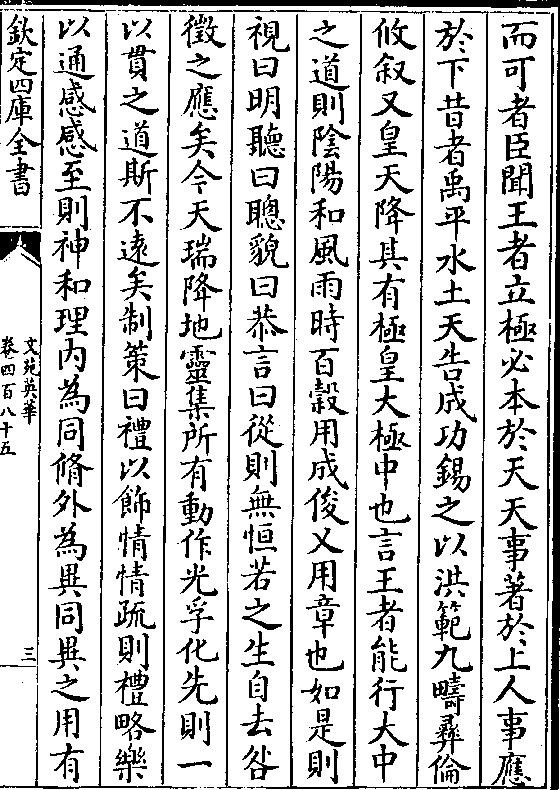 而可者臣聞王者立極必本於天天事著於上人事應
於下昔者禹平水土天告成功錫之以洪範九疇彝倫
攸叙又皇天降其有極皇大極中也言王者能行大中
之道則陰陽和風雨時百穀用成俊乂用章也如是則
視曰明聽曰聰貌曰恭言曰從則無恒若之生自去咎
徵之應矣今天瑞降地靈集所有動作光孚化先則一
以貫之道斯不遠矣制策曰禮以飾情情疏則禮略樂
以通感感至則神和理内為同脩外為異同異之用有
欽定四庫全書
文苑英華
卷四百八十五
三